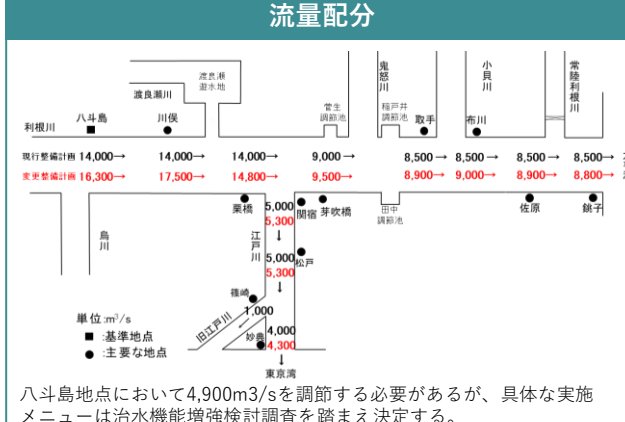 流量配分
渡良瀬
遊水地
渡良瀬川
鬼怒川
小貝川
常陸利根川
菅生
調節池
稲戸井
調節池
利根川
八斗島
川俣
取手
布川
現行整備計画 14,000→ 14,000→ 14,000→ 9,000→ 8,500→ 8,500→ 8,500→ 8,500→
変更整備計画 16,300→ 17,500→ 14,800→ 9,500→ 8,900→ 9,000→ 8,900→ 8,800→
栗橋
5,000
5,300
↓
関宿
芽吹橋
田中
調節池
佐原
銚子
烏川
江戸川
5,000
5,300
↓
松戸
篠崎
1,000
旧江戸川
妙典
4,000
4,300
↓
東京湾
単位:m³/s
■:基準地点
●:主要な地点
八斗島地点において4,900m3/sを調節する必要があるが、具体な実施
メニューは治水機能増強検討調査を踏まえ決定する。